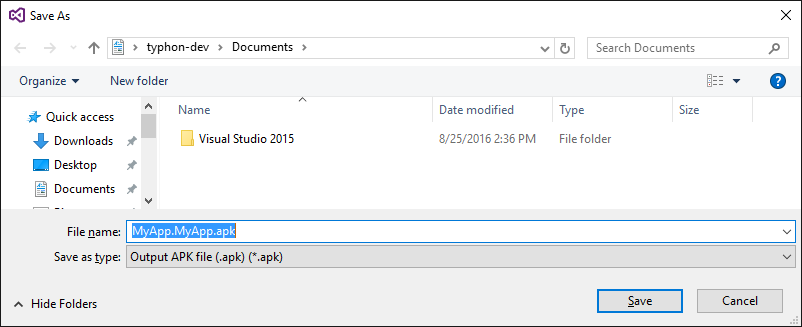 Save As
typhon-dev Documents Search Documents
Organize New folder ?
Quick access
Downloads
Desktop
Documents
Name Date modified Type Size
Visual Studio 2015 8/25/2016 2:36 PM File folder
File name: MyApp.MyApp.apk
Save as type: Output APK file (.apk) (*.apk)
Hide Folders Save Cancel